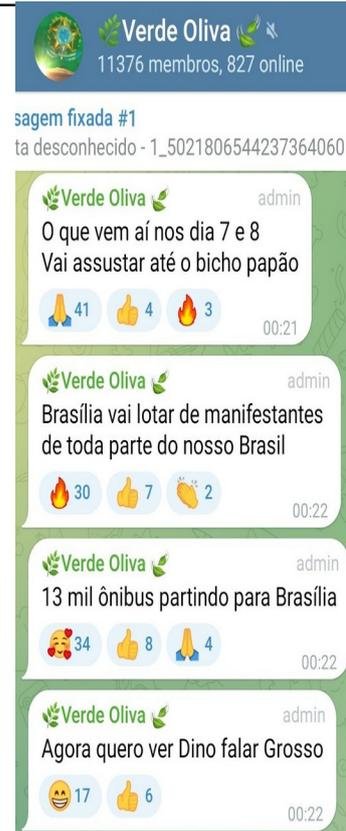 Verde Oliva
11376 membros, 827 online
sagem fixada #1
ta desconhecido - 1_5021806544237364060
Verde Oliva admin
O que vem aí nos dia 7 e 8
Vai assustar até o bicho papão
41 4 3 00:21
Verde Oliva admin
Brasília vai lotar de manifestantes
de toda parte do nosso Brasil
30 7 2 00:22
Verde Oliva admin
13 mil ônibus partindo para Brasília
34 8 4 00:22
Verde Oliva admin
Agora quero ver Dino falar Grosso
17 6 00:22